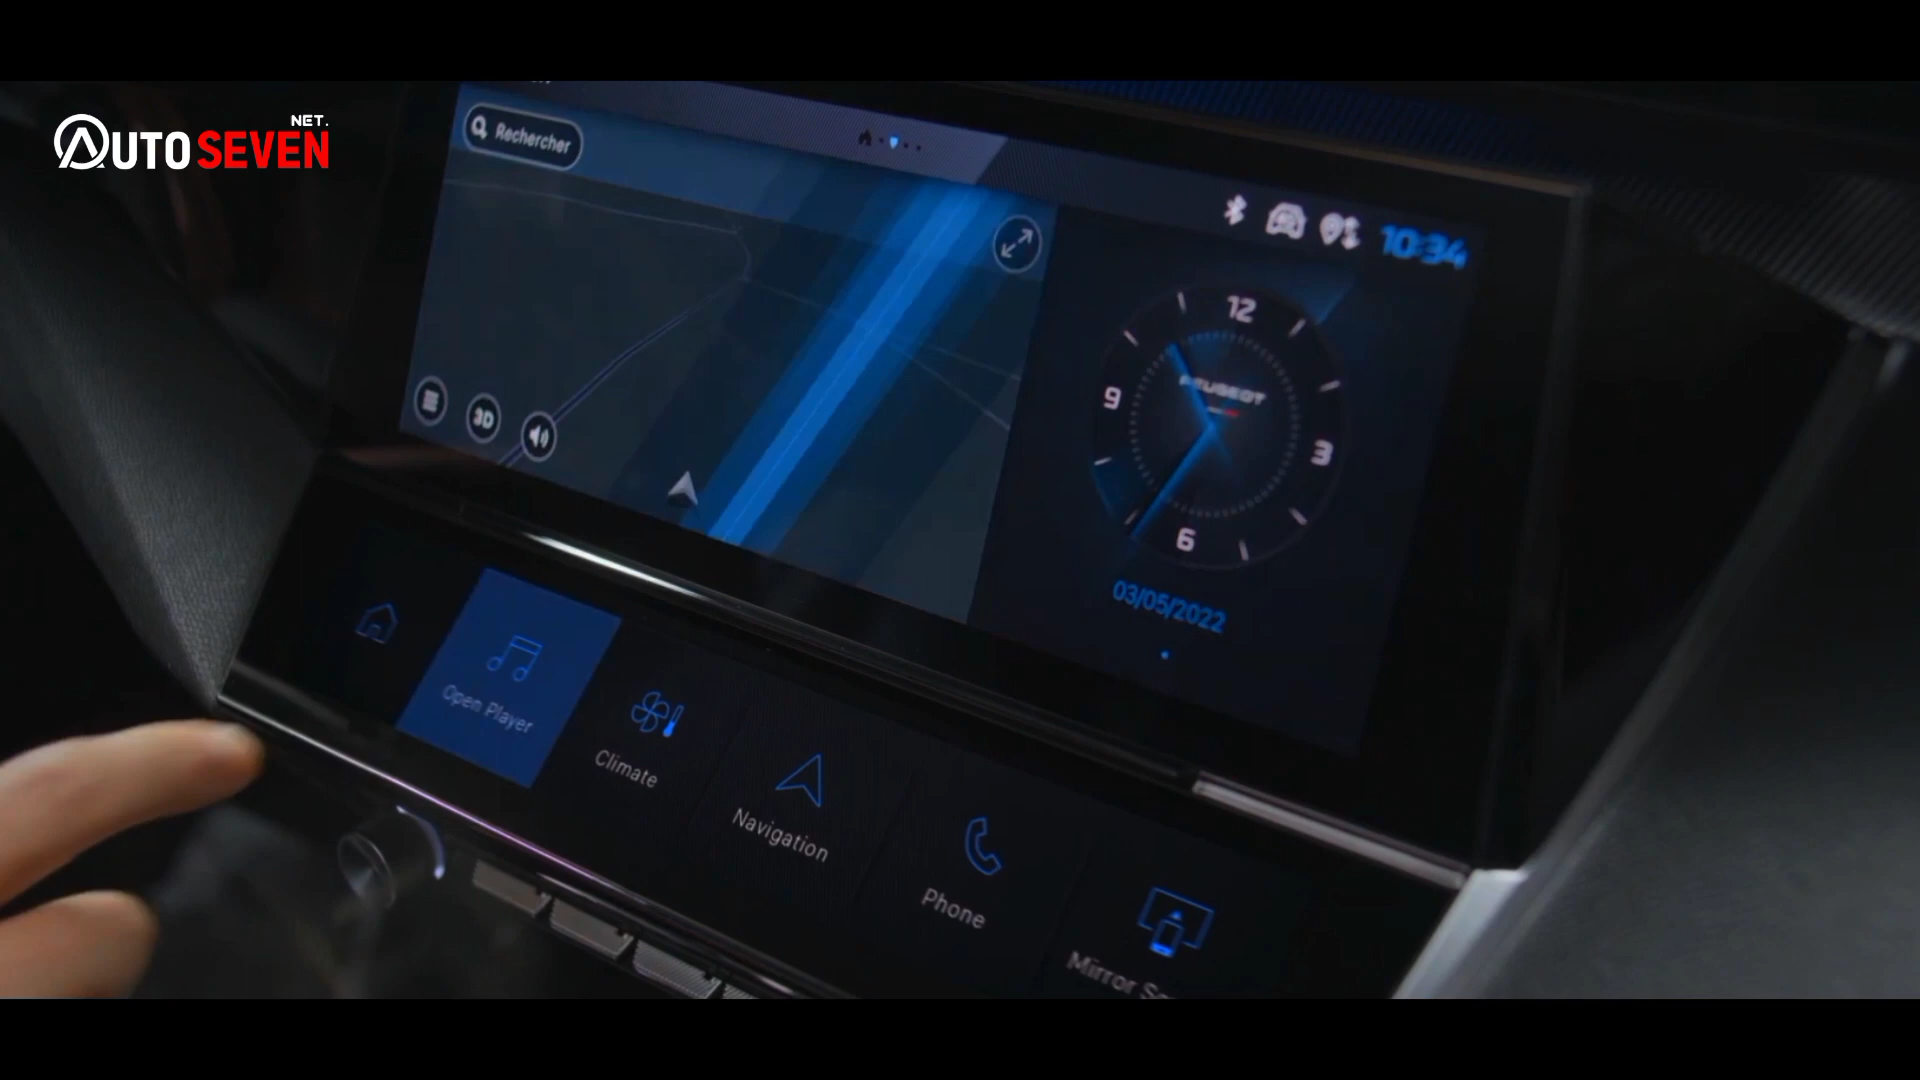 NET.
AUTO SEVEN
Rechercher
10:34
12
PEUGEOT
9
3D
3
6
03/05/2022
Open Player
Climate
Navigation
Phone
Mirror